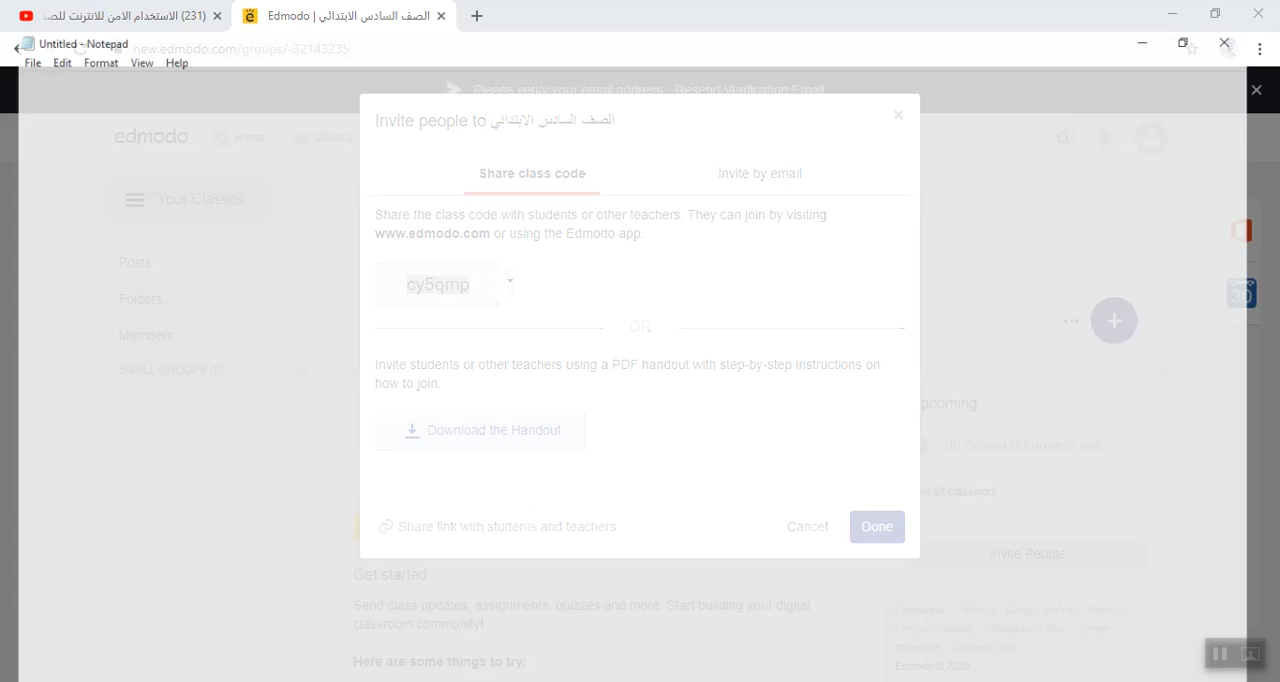 (231) الاستخدام الامن للانترنت للصف
الصف السادس الابتدائي | Edmodo
Untitled - Notepad
new.edmodo.com/groups/-32143235
File Edit Format View Help
Please verify your email address. Resend Verification Email
Invite people to الصف السادس الابتدائي
edmodo Home Classes
Share class code
Invite by email
Your Classes
Share the class code with students or other teachers. They can join by visiting
www.edmodo.com or using the Edmodo app.
Posts
cy5qmp
30
Folders
OR
Members
SMALL GROUPS (0)
Invite students or other teachers using a PDF handout with step-by-step instructions on
how to join.
pcoming
Download the Handout
all classwork
Share link with students and teachers
Cancel
Done
Invite People
Get started
Send class updates, assignments, quizzes and more. Start building your digital
classroom community!
Here are some things to try:
Edmodo © 2020